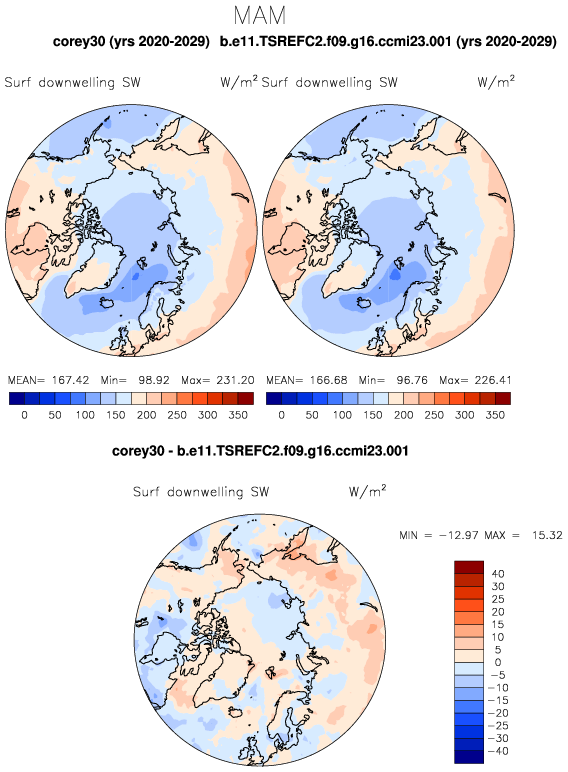 MAM
corey30 (yrs 2020-2029) b.e11.TSREFC2.f09.g16.ccmi23.001 (yrs 2020-2029)
Surf downwelling SW W/m² Surf downwelling SW W/m²
MEAN= 167.42 Min= 98.92 Max= 231.20 MEAN= 166.68 Min= 96.76 Max= 226.41
0 50 100 150 200 250 300 350 0 50 100 150 200 250 300 350
corey30 - b.e11.TSREFC2.f09.g16.ccmi23.001
Surf downwelling SW W/m²
MIN = -12.97 MAX = 15.32
40
30
25
20
15
10
5
0
-5
-10
-15
-20
-25
-30
-40